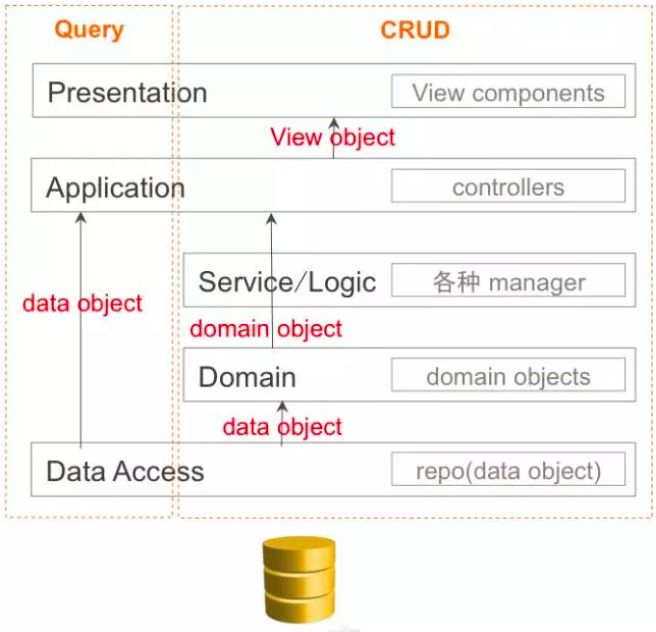 Query
CRUD
Presentation
View components
View object
Application
controllers
Service/Logic
各种 manager
data object
domain object
Domain
domain objects
data object
Data Access
repo(data object)